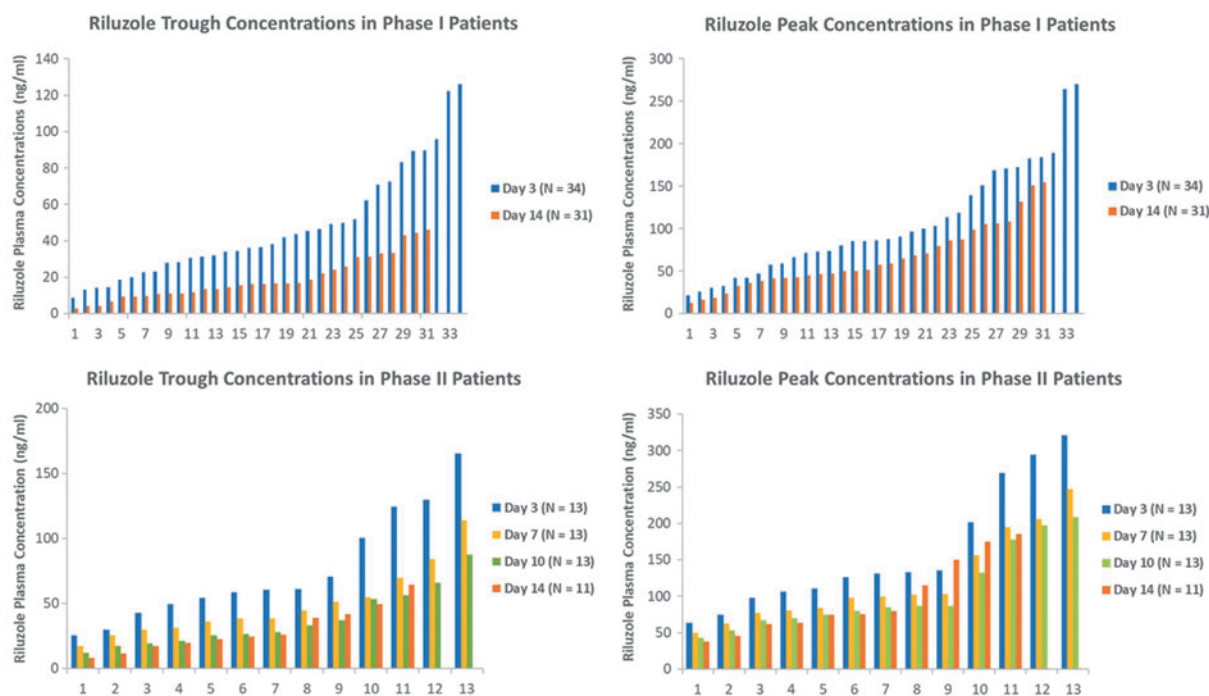 Riluzole Trough Concentrations in Phase I Patients
Riluzole Plasma Concentrations (ng/ml)
140
120
100
80
60
40
20
0
1 3 5 7 9 11 13 15 17 19 21 23 25 27 29 31 33
Day 3 (N = 34)
Day 14 (N = 31)
Riluzole Peak Concentrations in Phase I Patients
Riluzole Plasma Concentrations (ng/ml)
300
250
200
150
100
50
0
1 3 5 7 9 11 13 15 17 19 21 23 25 27 29 31 33
Day 3 (N = 34)
Day 14 (N = 31)
Riluzole Trough Concentrations in Phase II Patients
Riluzole Plasma Concentration (ng/ml)
200
150
100
50
0
1 2 3 4 5 6 7 8 9 10 11 12 13
Day 3 (N = 13)
Day 7 (N = 13)
Day 10 (N = 13)
Day 14 (N = 11)
Riluzole Peak Concentrations in Phase II Patients
Riluzole Plasma Concentration (ng/ml)
350
300
250
200
150
100
50
0
1 2 3 4 5 6 7 8 9 10 11 12 13
Day 3 (N = 13)
Day 7 (N = 13)
Day 10 (N = 13)
Day 14 (N = 11)